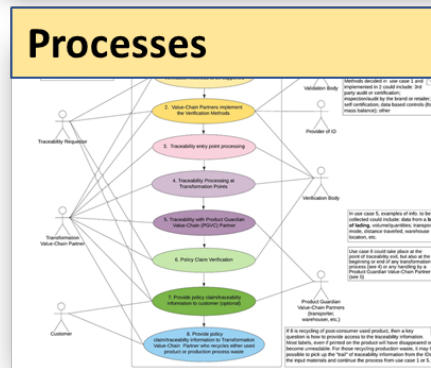 Processes
Validation Body
Methods decided in use case 1 and
implemented in 2 could include: 3rd
party audit or certification;
inspection/audit by the brand or retailer;
self certification, data-based controls (fo
mass balance); other
2. Value-Chain Partners implement
the Verification Methods
Traceability Requestor
Provider of ID
3. Traceability entry point processing
4. Traceability Processing at
Transformation Points
Verification Body
5. Traceability with Product Guardian
Value-Chain (PGVC) Partner
Transformation
Value-Chain Partner
In use case 5, examples of info. to be
collected could include: data from a b
of lading, volume/quantities, transpor
mode, distance travelled, warehouse
location, etc.
6. Policy Claim Verification
Use case 6 could take place at the
point of traceability exit, but also at the
beginning or end of any transformation
process (see 4) or any handling by a
Product Guardian Value-Chain Partner
(see 5)
7. Provide policy claim/traceability
information to customer (optional)
Product Guardian
Value-Chain Partners
(transporter,
warehouse, etc.)
Customer
8. Provide policy
claim/traceability information to Transformation
Value-Chain Partner who recycles either used
product or production process waste
If 8 is recycling of post-consumer used product, then a key
question is how to provide access to the traceability information.
Most labels, even if printed on the product will have disappeared o
become unreadable. For those recycling production waste, it may b
possible to pick up the "trail" of traceability information from the IDs
the input materials and continue the process from use case 1 or 5.